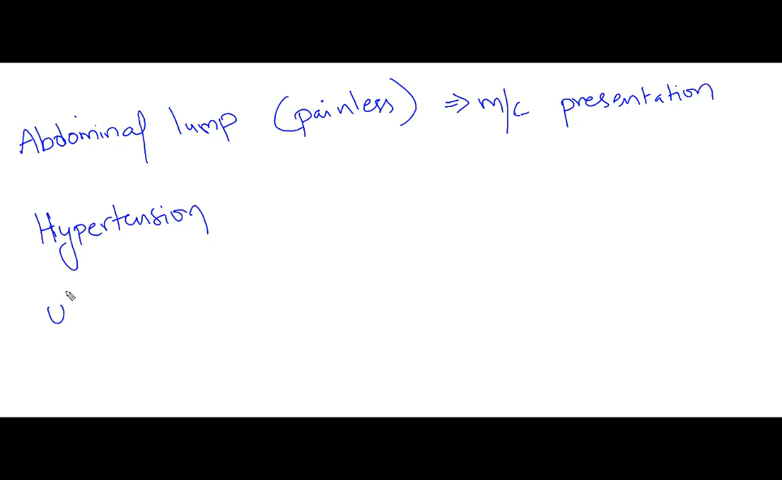 Abdominal lump (painless) ⇒ m/c presentation
Hypertension
U